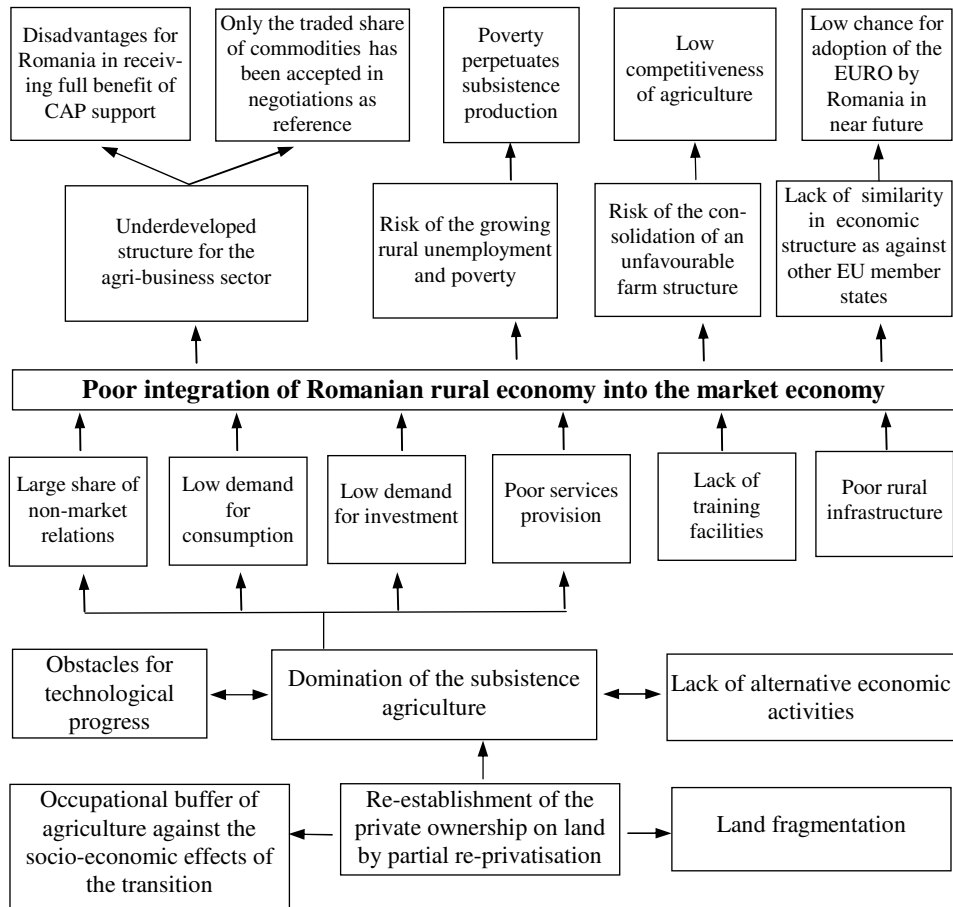 Disadvantages for
Romania in receiv-
ing full benefit of
CAP support
Only the traded share
of commodities has
been accepted in
negotiations as
reference
Poverty
perpetuates
subsistence
production
Low
competitiveness
of agriculture
Low chance for
adoption of the
EURO by
Romania in
near future
Underdeveloped
structure for the
agri-business sector
Risk of the growing
rural unemployment
and poverty
Risk of the con-
solidation of an
unfavourable
farm structure
Lack of similarity
in economic
structure as against
other EU member
states
Poor integration of Romanian rural economy into the market economy
Large share of
non-market
relations
Low demand
for
consumption
Low demand
for investment
Poor services
provision
Lack of
training
facilities
Poor rural
infrastructure
Obstacles for
technological
progress
Domination of the subsistence
agriculture
Lack of alternative economic
activities
Occupational buffer of
agriculture against the
socio-economic effects of
the transition
Re-establishment of the
private ownership on land
by partial re-privatisation
Land fragmentation